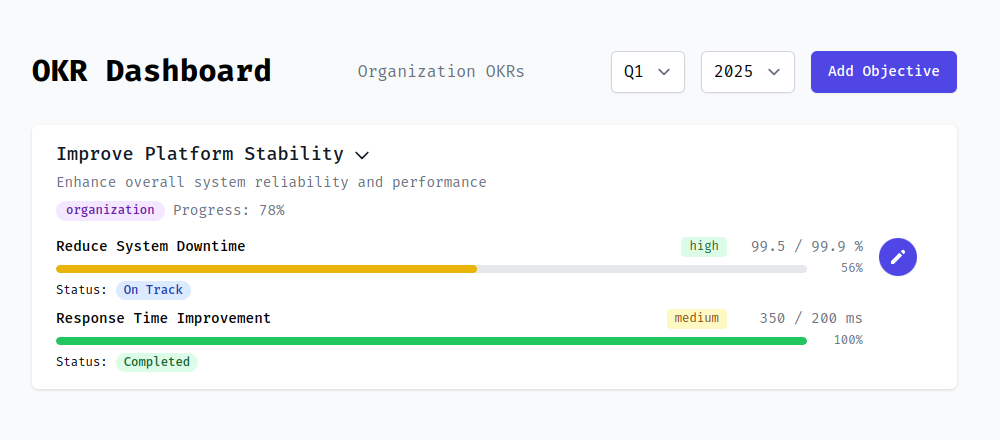 OKR Dashboard
Organization OKRs
Q1
2025
Add Objective
Improve Platform Stability
Enhance overall system reliability and performance
organization Progress: 78%
Reduce System Downtime high 99.5 / 99.9 %
56%
Status: On Track
Response Time Improvement medium 350 / 200 ms
100%
Status: Completed